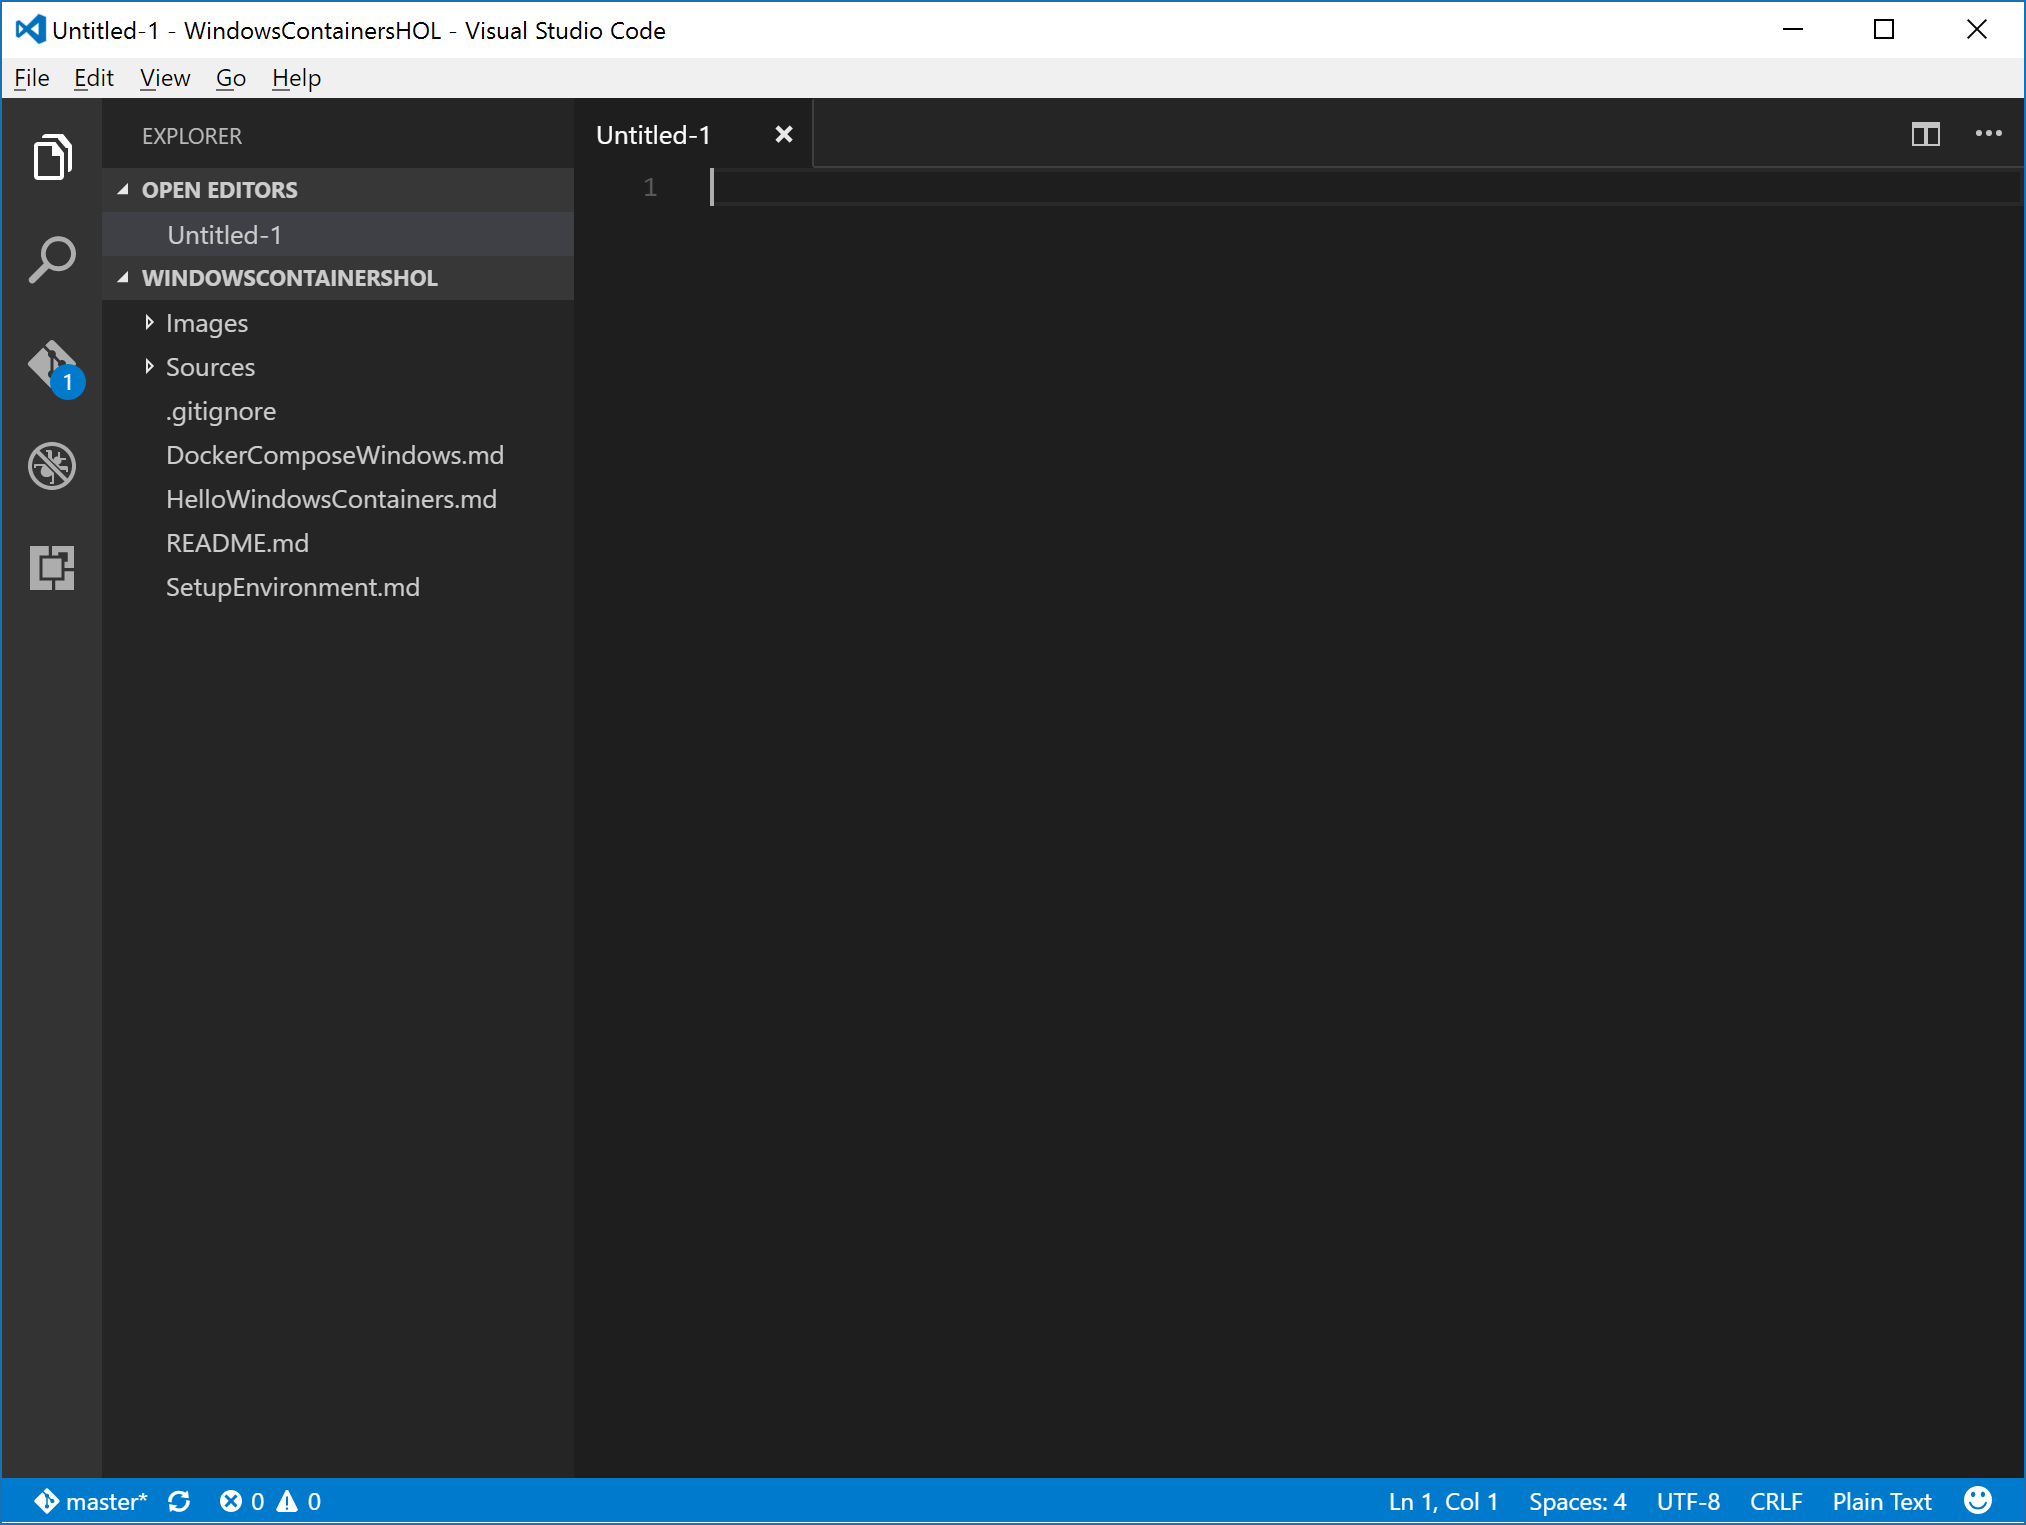 Untitled-1 - WindowsContainersHOL - Visual Studio Code
File Edit View Go Help
EXPLORER
OPEN EDITORS
Untitled-1
WINDOWSCONTAINERSHOL
Images
Sources
.gitignore
DockerComposeWindows.md
HelloWindowsContainers.md
README.md
SetupEnvironment.md
1
Untitled-1
1
master* 0 0 Ln 1, Col 1 Spaces: 4 UTF-8 CRLF Plain Text